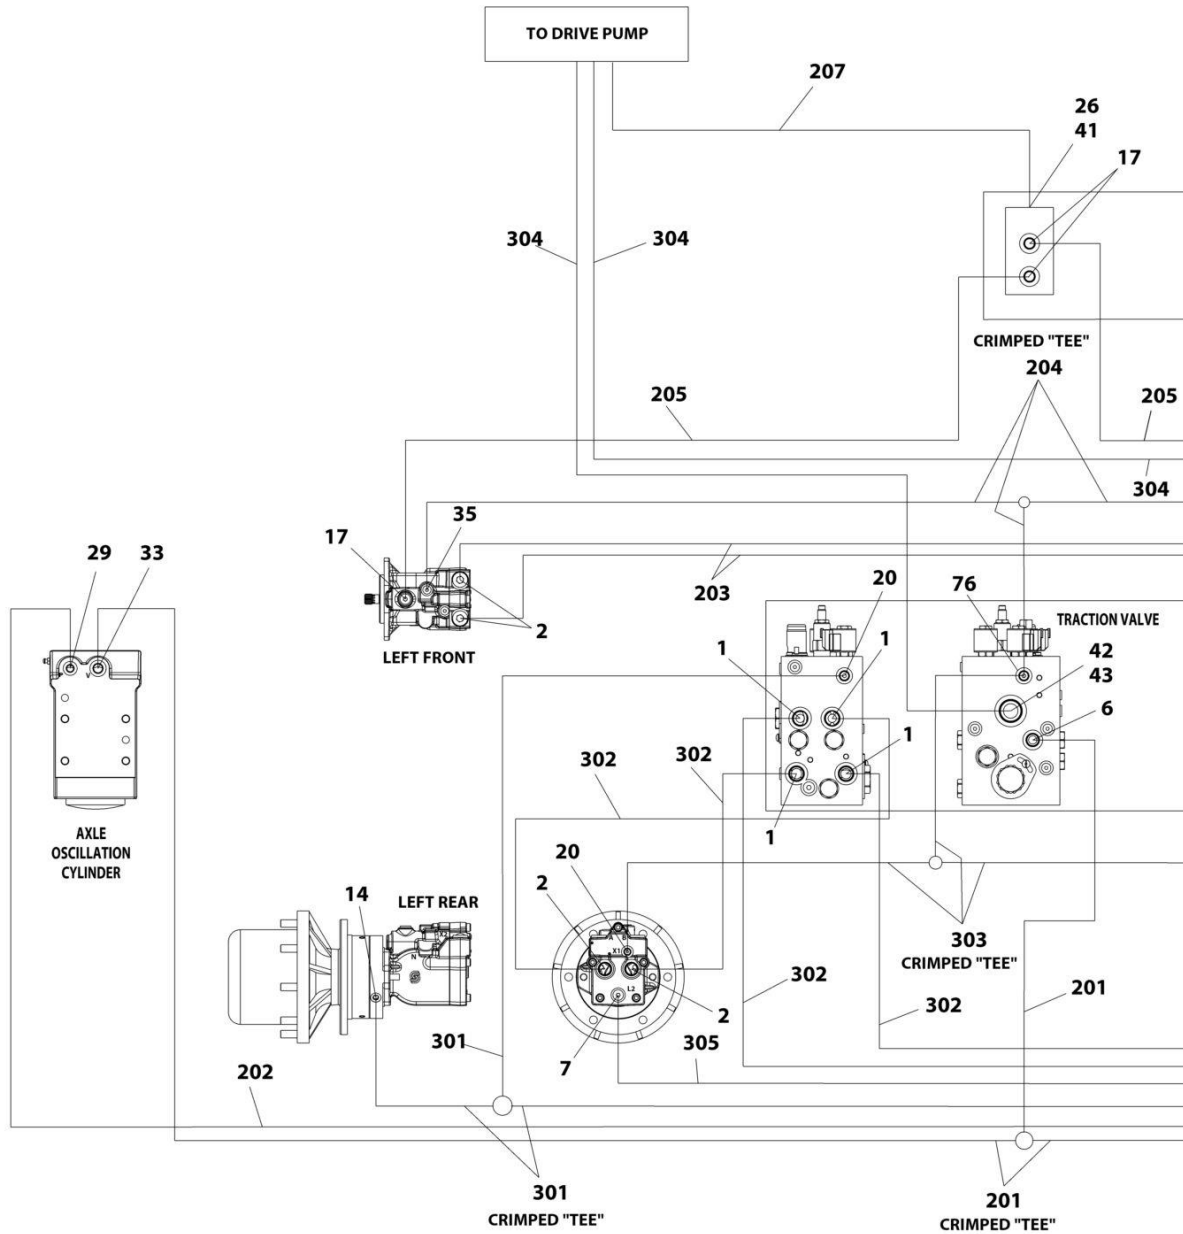 TO DRIVE PUMP
207
26
41
17
304
304
CRIMPED "TEE"
204
205
205
304
35
17
29
33
203
20
76
2
TRACTION VALVE
LEFT FRONT
1
1
42
43
6
1
302
302
AXLE
OSCILLATION
CYLINDER
1
20
14
LEFT REAR
2
303
CRIMPED "TEE"
302
201
2
302
301
305
7
202
301
CRIMPED "TEE"
201
CRIMPED "TEE"
V
N
A
B
X1
L2